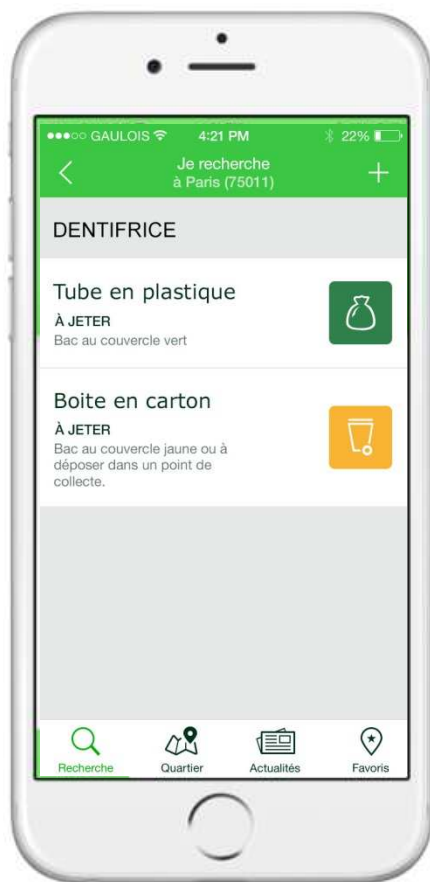 GAULOIS 4:21 PM 22%
Je recherche
à Paris (75011)
DENTIFRICE
Tube en plastique
À JETER
Bac au couvercle vert
Boite en carton
À JETER
Bac au couvercle jaune ou à
déposer dans un point de
collecte.
Recherche Quartier Actualités Favoris